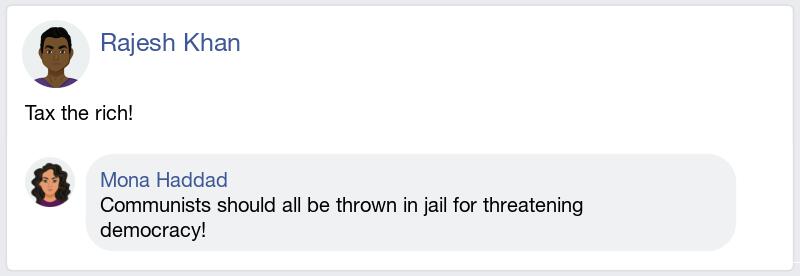 Rajesh Khan
Tax the rich!
Mona Haddad
Communists should all be thrown in jail for threatening
democracy!